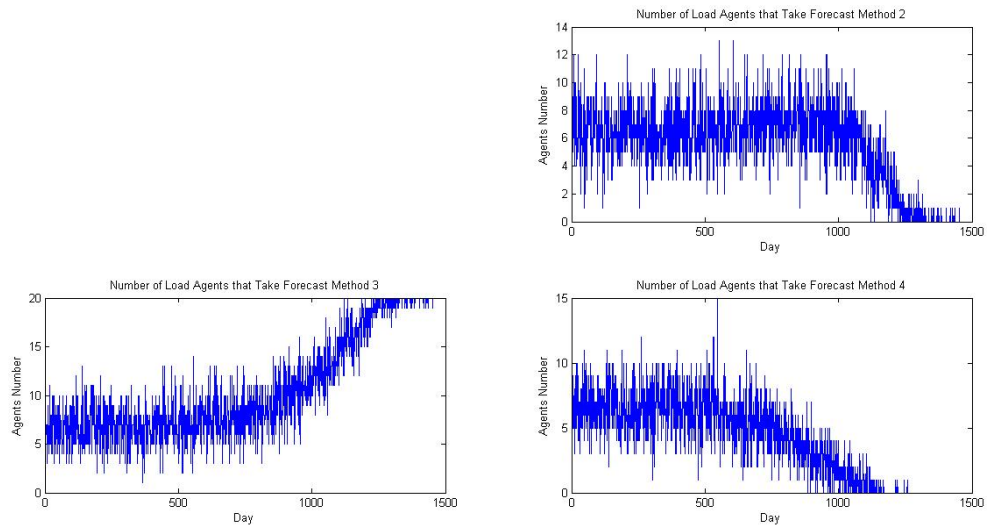 Number of Load Agents that Take Forecast Method 2
Agents Number
14
12
10
8
6
4
2
0
0 500 1000 1500
Day
Number of Load Agents that Take Forecast Method 3
Agents Number
20
15
10
5
0
0 500 1000 1500
Day
Number of Load Agents that Take Forecast Method 4
Agents Number
15
10
5
0
0 500 1000 1500
Day